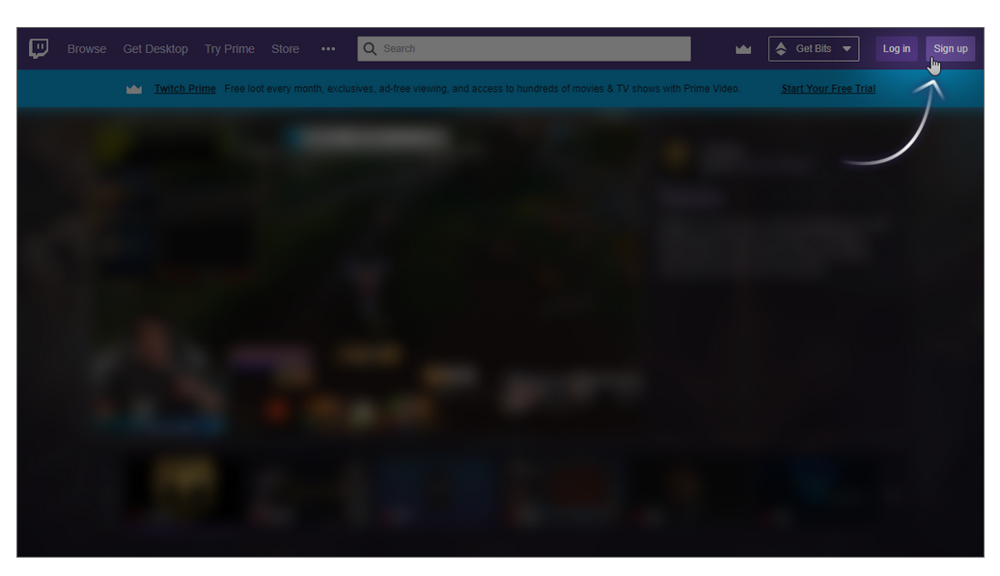 Browse Get Desktop Try Prime Store ••• Search Get Bits Log in Sign up
Twitch Prime Free loot every month, exclusives, ad-free viewing, and access to hundreds of movies & TV shows with Prime Video. Start Your Free Trial